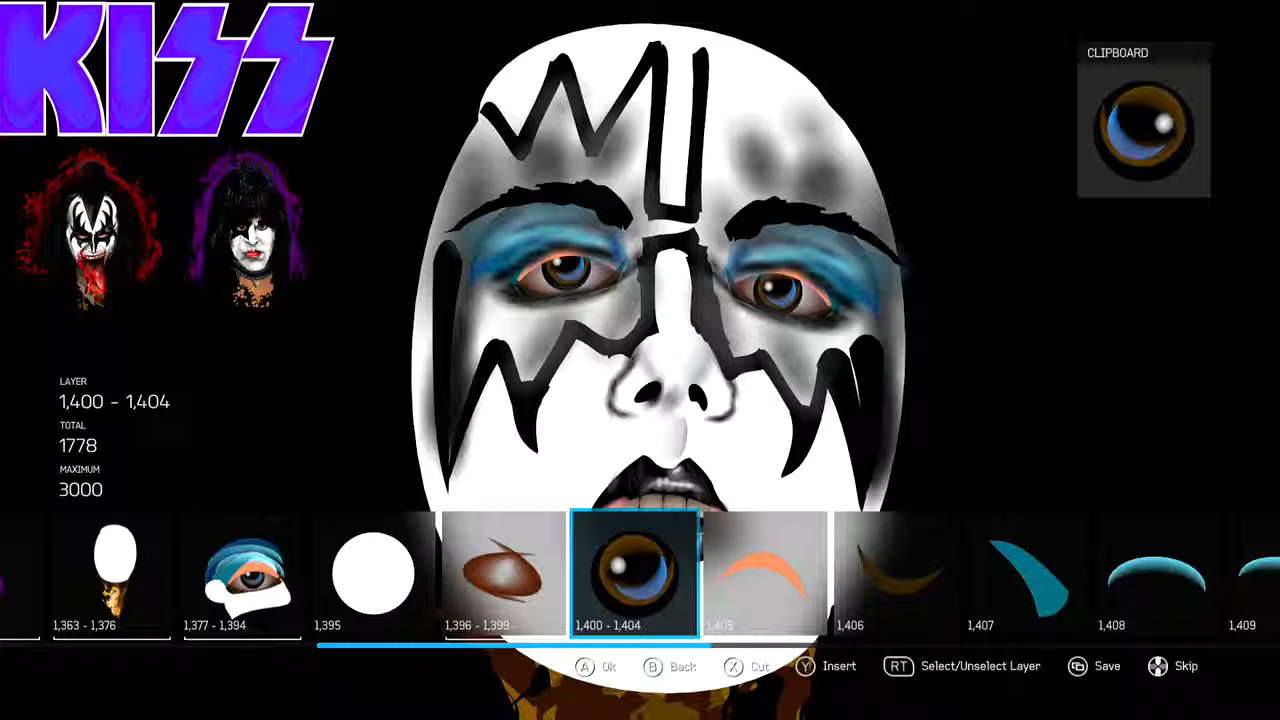 KISS
CLIPBOARD
LAYER
1,400 - 1,404
TOTAL
1778
MAXIMUM
3000
1,363 - 1,376
1,377 - 1,394
1,395
1,396 - 1,399
1,400 - 1,404
1,405
1,406
1,407
1,408
1,409
A Ok B Back X Cut Y Insert RT Select/Unselect Layer Save Skip